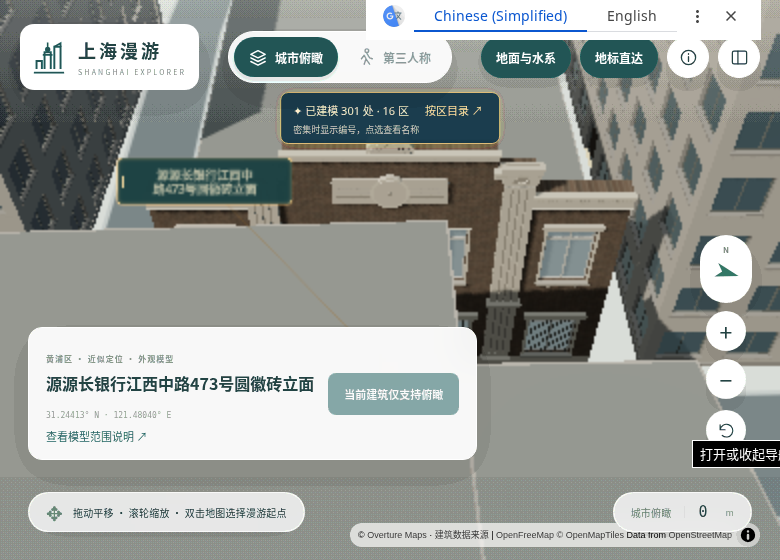 Chinese (Simplified)
English
上海漫游
SHANGHAI EXPLORER
城市俯瞰
第三人称
地面与水系
地标直达
✦ 已建模 301 处 · 16 区 按区目录 ↗
密集时显示编号，点选查看名称
源源长银行江西中
路473号圆徽砖立面
N
黄浦区 · 近似定位 · 外观模型
源源长银行江西中路473号圆徽砖立面
当前建筑仅支持俯瞰
31.24413° N · 121.48040° E
查看模型范围说明 ↗
打开或收起导
拖动平移 · 滚轮缩放 · 双击地图选择漫游起点
城市俯瞰 0 m
© Overture Maps · 建筑数据来源 | OpenFreeMap © OpenMapTiles Data from OpenStreetMap